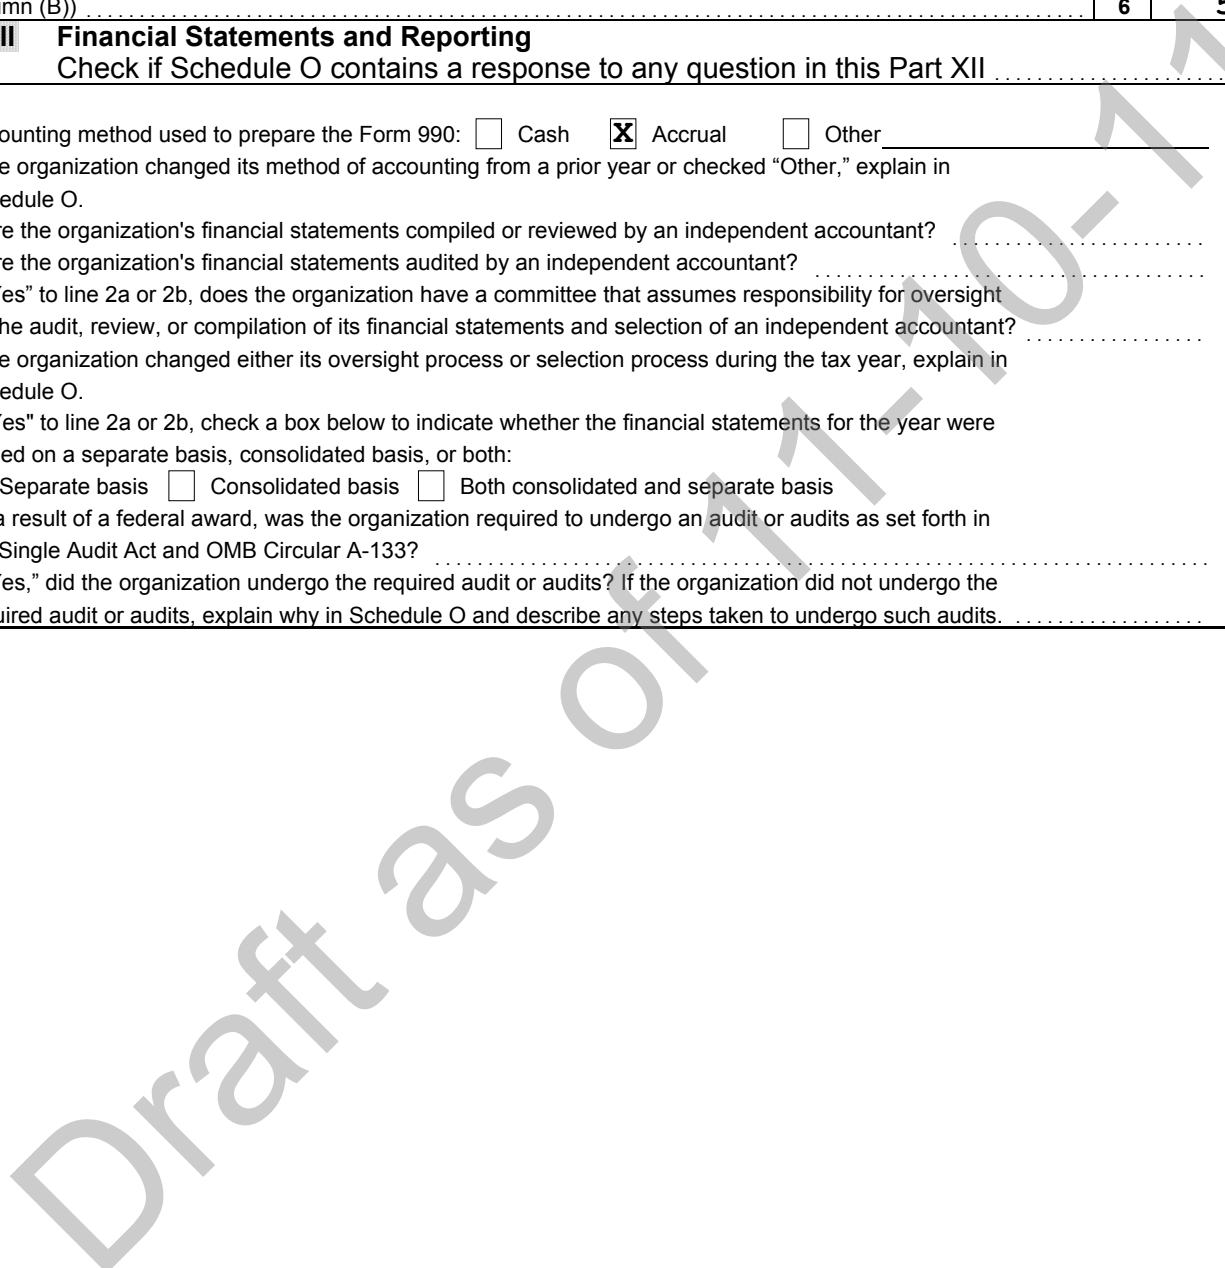 umn (B)) 6 5
II Financial Statements and Reporting
Check if Schedule O contains a response to any question in this Part XII
ounting method used to prepare the Form 990: Cash X Accrual Other
e organization changed its method of accounting from a prior year or checked “Other,” explain in
edule O.
re the organization's financial statements compiled or reviewed by an independent accountant?
re the organization's financial statements audited by an independent accountant?
Yes” to line 2a or 2b, does the organization have a committee that assumes responsibility for oversight
he audit, review, or compilation of its financial statements and selection of an independent accountant?
e organization changed either its oversight process or selection process during the tax year, explain in
edule O.
Yes" to line 2a or 2b, check a box below to indicate whether the financial statements for the year were
ed on a separate basis, consolidated basis, or both:
Separate basis Consolidated basis Both consolidated and separate basis
a result of a federal award, was the organization required to undergo an audit or audits as set forth in
Single Audit Act and OMB Circular A-133?
Yes,” did the organization undergo the required audit or audits? If the organization did not undergo the
uired audit or audits, explain why in Schedule O and describe any steps taken to undergo such audits.
Draft as of 11-10-11